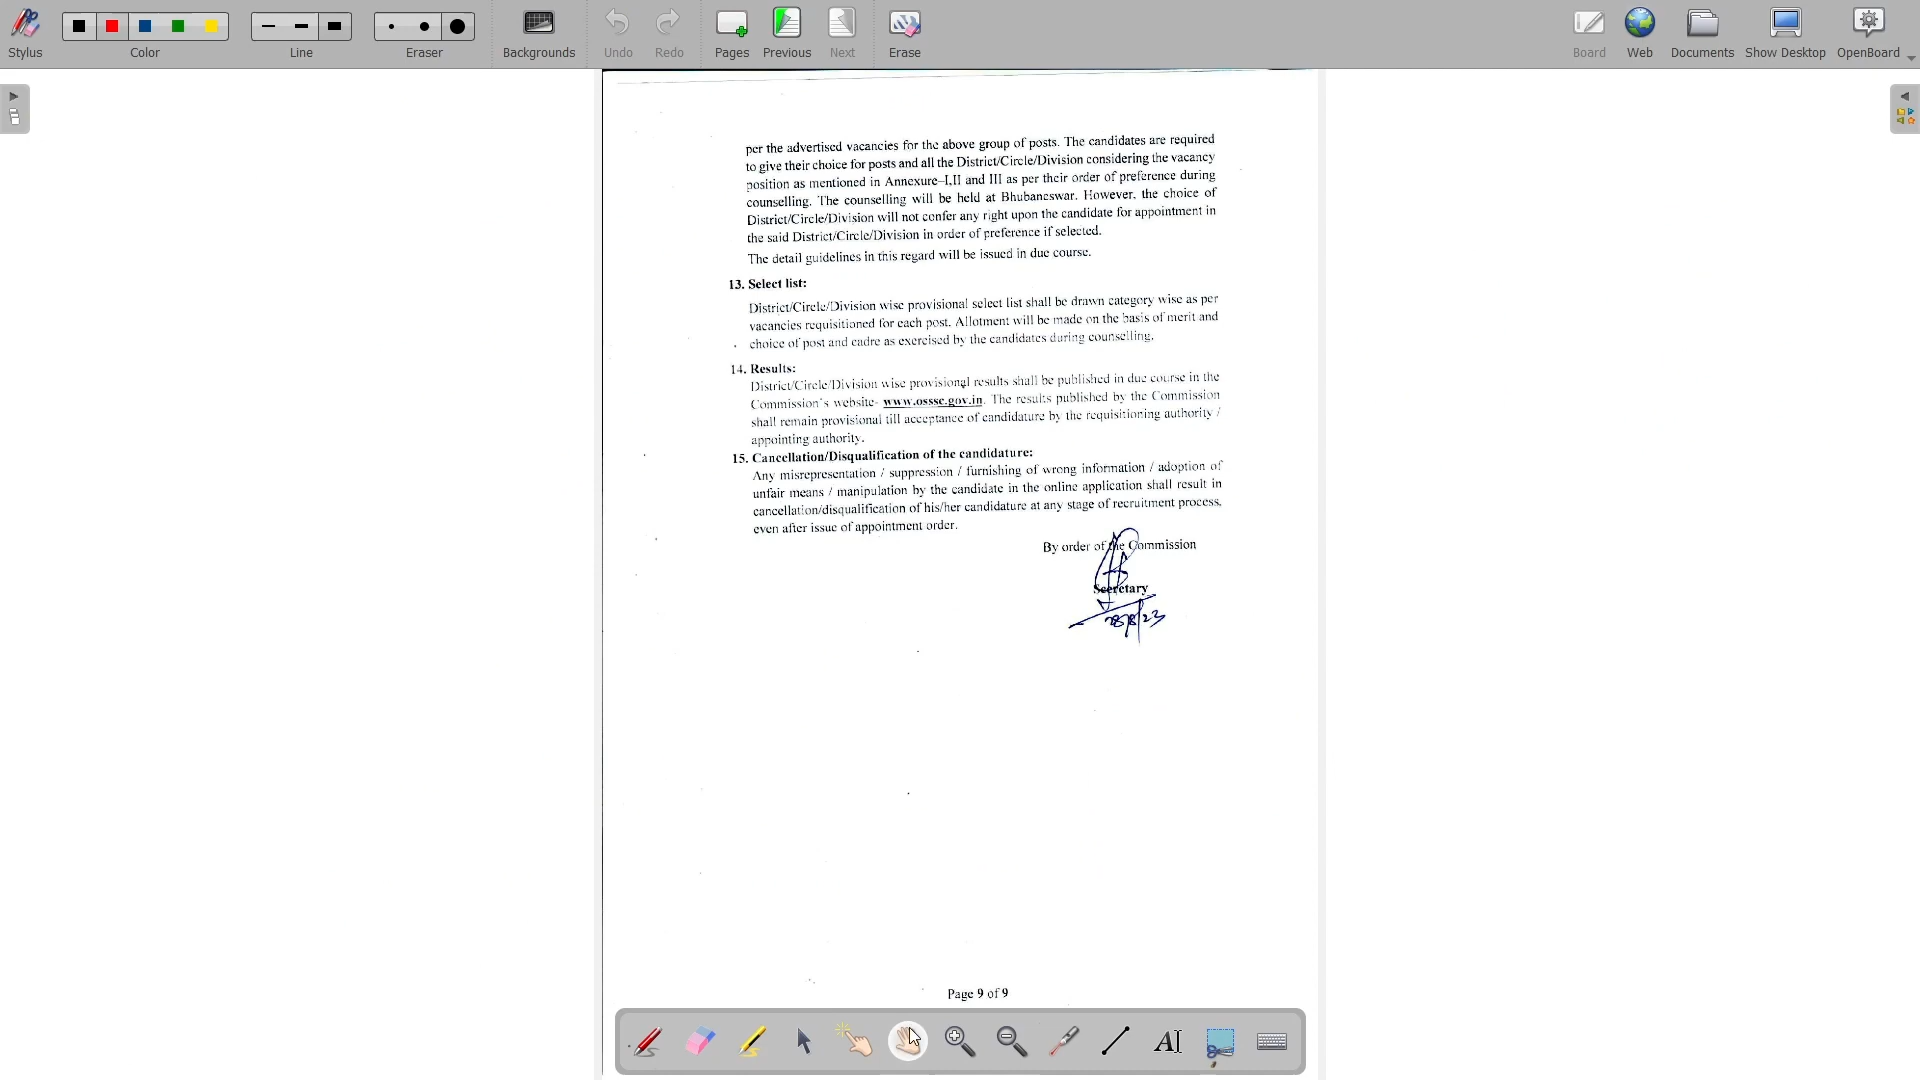 Stylus
Color
Line
Eraser
Backgrounds
Undo
Redo
Pages
Previous
Next
Erase
Board
Web
Documents
Show Desktop
OpenBoard
per the advertised vacancies for the above group of posts. The candidates are required
to give their choice for posts and all the District/Circle/Division considering the vacancy
position as mentioned in Annexure–I,II and III as per their order of preference during
counselling. The counselling will be held at Bhubaneswar. However, the choice of
District/Circle/Division will not confer any right upon the candidate for appointment in
the said District/Circle/Division in order of preference if selected.
The detail guidelines in this regard will be issued in due course.
13. Select list:
District/Circle/Division wise provisional select list shall be drawn category wise as per
vacancies requisitioned for each post. Allotment will be made on the basis of merit and
choice of post and cadre as exercised by the candidates during counselling.
14. Results:
District/Circle/Division wise provisional results shall be published in due course in the
Commission's website- www.osssc.gov.in. The results published by the Commission
shall remain provisional till acceptance of candidature by the requisitioning authority /
appointing authority.
15. Cancellation/Disqualification of the candidature:
Any misrepresentation / suppression / furnishing of wrong information / adoption of
unfair means / manipulation by the candidate in the online application shall result in
cancellation/disqualification of his/her candidature at any stage of recruitment process,
even after issue of appointment order.
By order of the Commission
Secretary
28/8/23
Page 9 of 9
AI